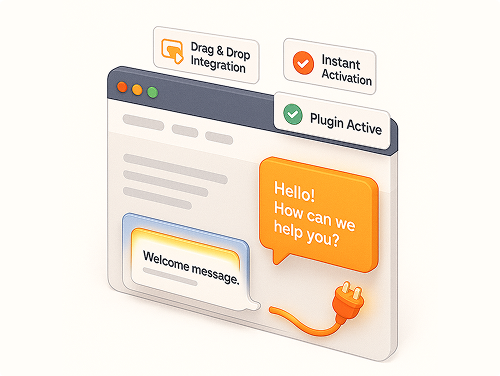 Drag & Drop
Integration
Instant
Activation
Plugin Active
Hello!
How can we
help you?
Welcome message.